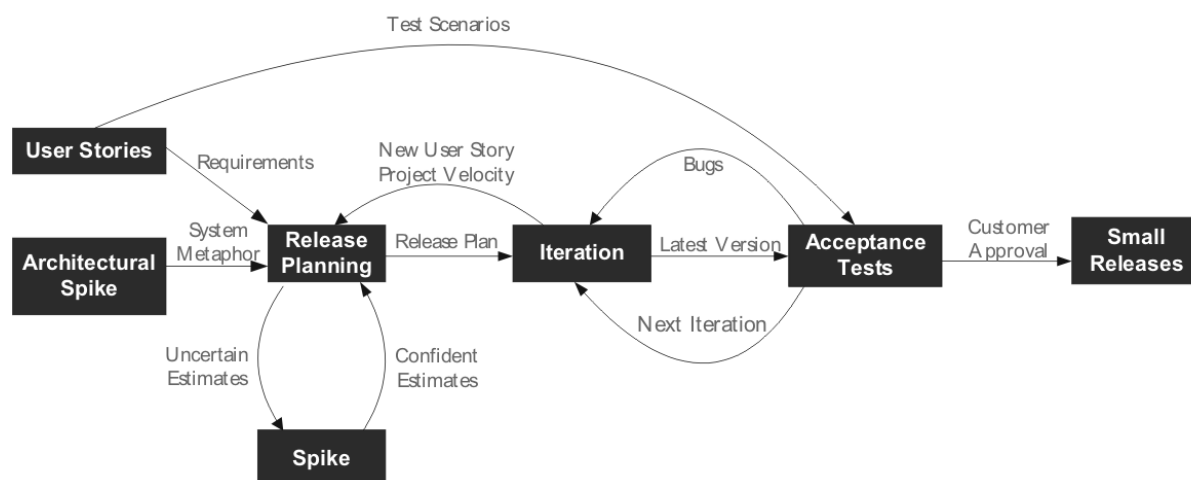 Test Scenarios
User Stories
Requirements
New User Story
Project Velocity
Bugs
Architectural
Spike
System
Metaphor
Release
Planning
Release Plan
Iteration
Latest Version
Acceptance
Tests
Customer
Approval
Small
Releases
Next Iteration
Uncertain
Estimates
Confident
Estimates
Spike